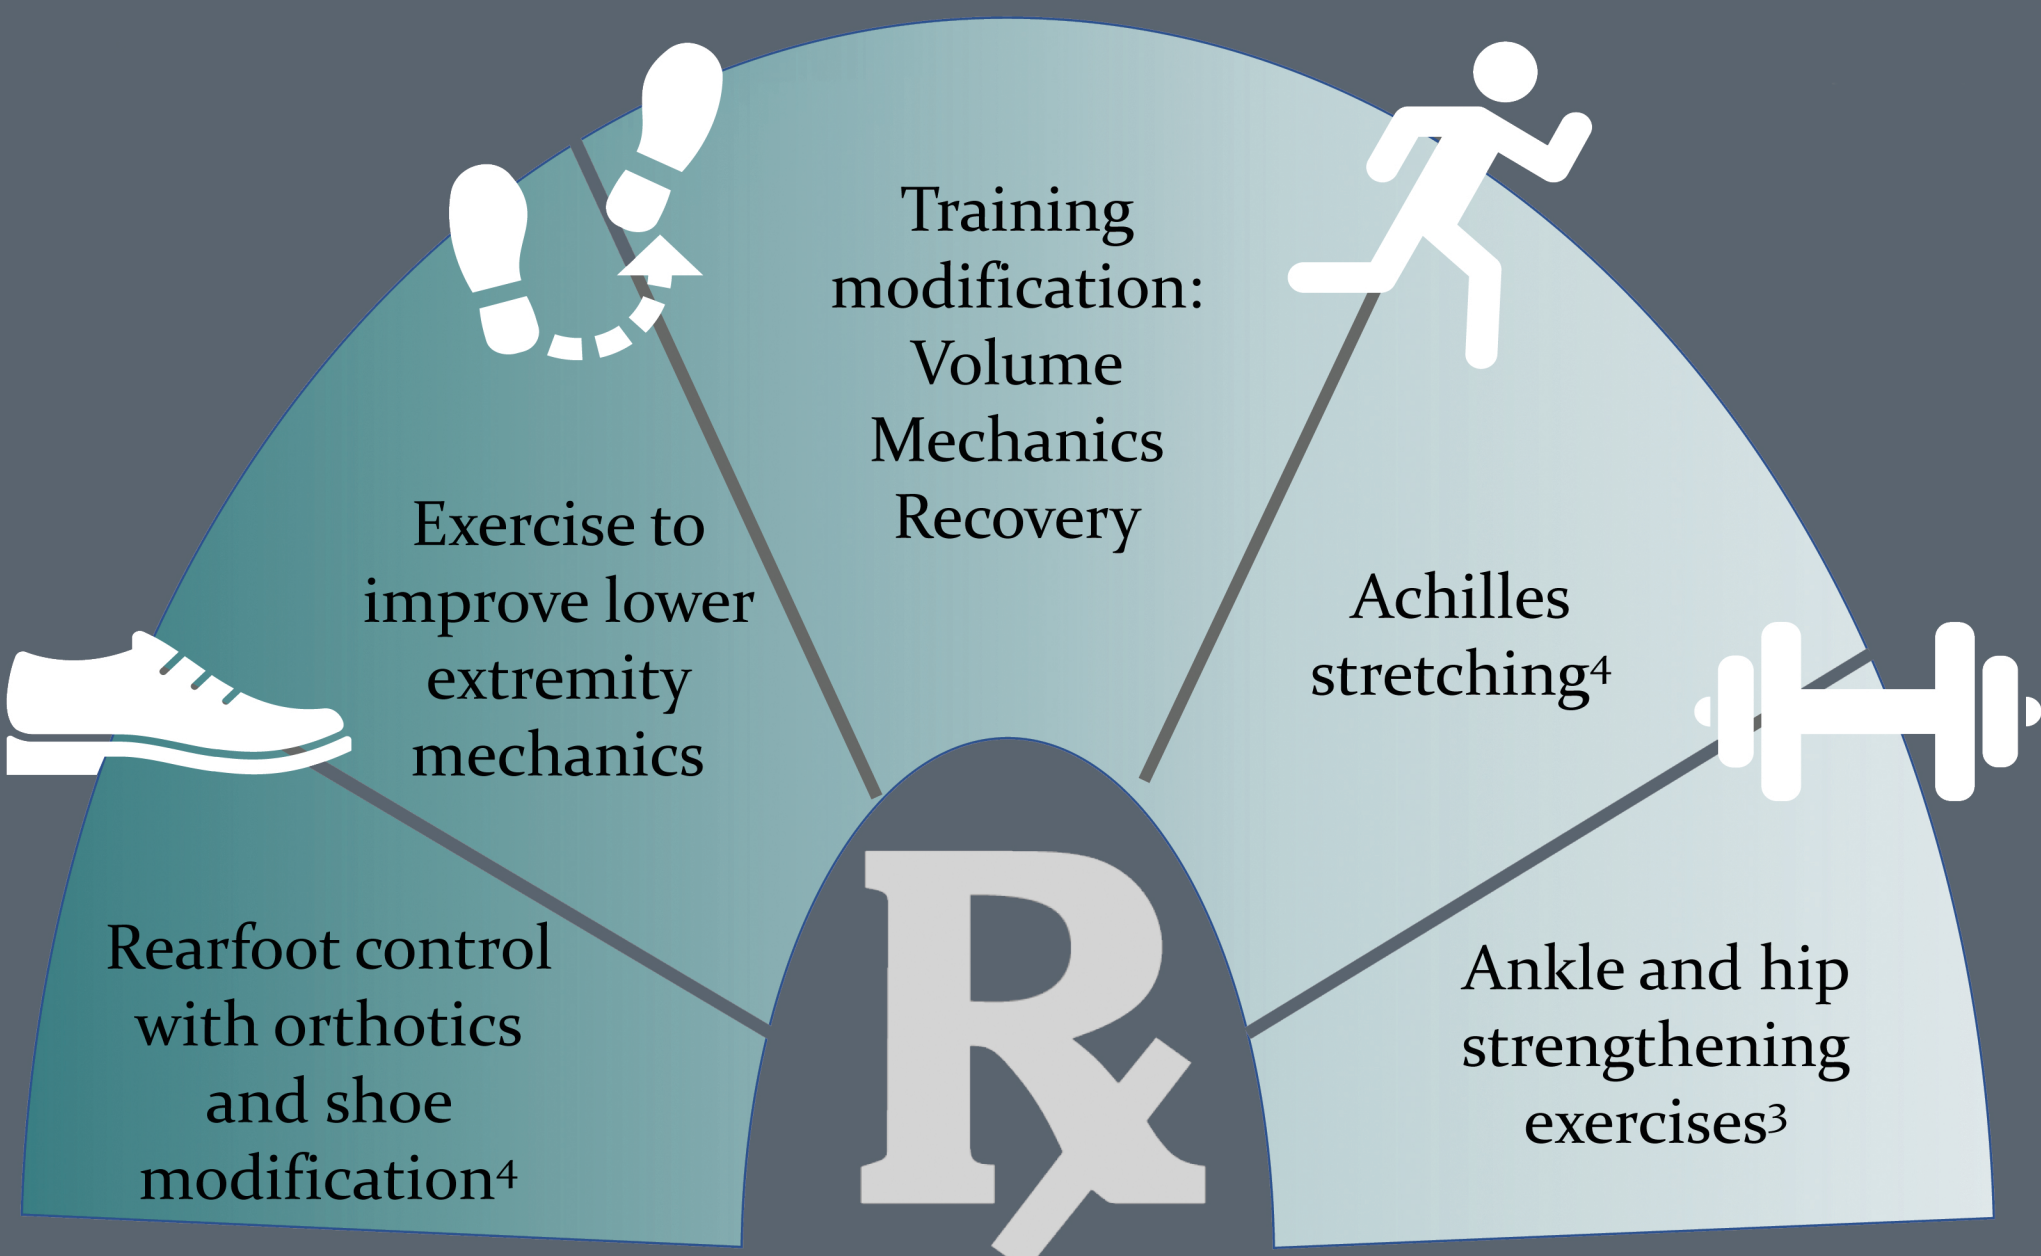 Rearfoot control
with orthotics
and shoe
modification⁴
Exercise to
improve lower
extremity
mechanics
Training
modification:
Volume
Mechanics
Recovery
Achilles
stretching⁴
Ankle and hip
strengthening
exercises³
℞